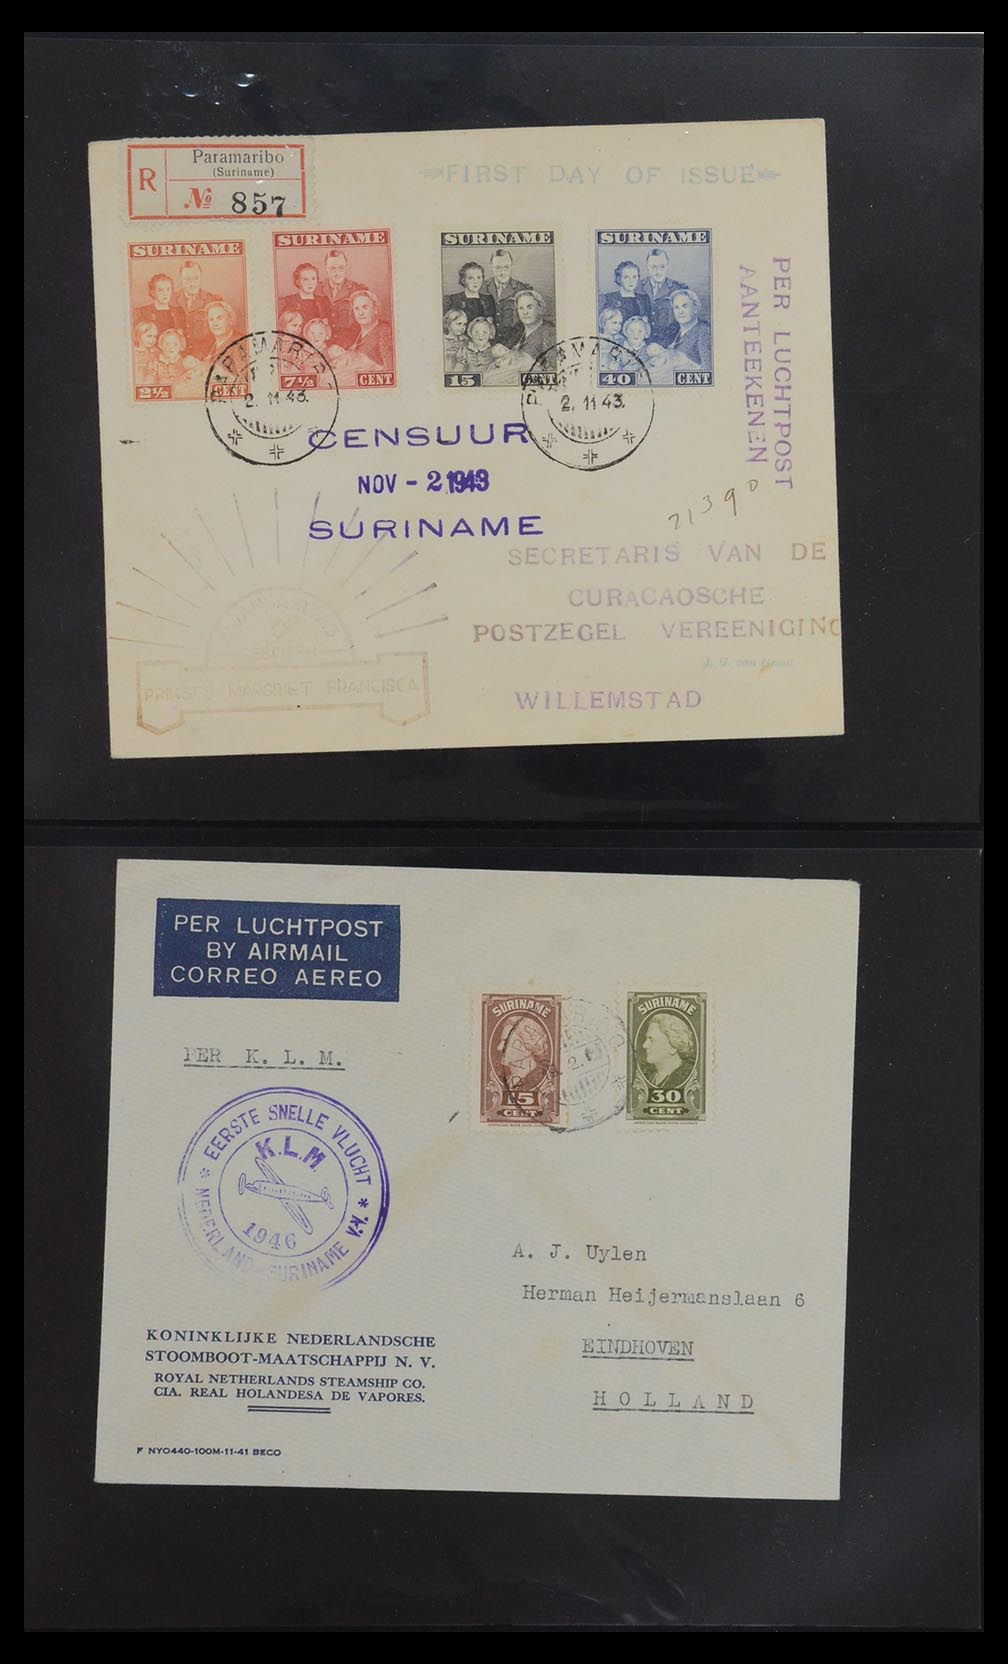 Paramaribo
(Suriname)
R
№ 857
FIRST DAY OF ISSUE
SURINAME
2½ CENT
SURINAME
7½ CENT
SURINAME
15 CENT
SURINAME
40 CENT
PER LUCHTPOST
AANTEEKENEN
PARAMARIBO
2.11.43.
PARAMARIBO
2.11.43.
CENSUUR
NOV - 2 1943
SURINAME
21390
SECRETARIS VAN DE
CURACAOSCHE
POSTZEGEL VEREENIGING
WILLEMSTAD
GEBOREN
PRINSES MARGRIET FRANCISCA
PER LUCHTPOST
BY AIRMAIL
CORREO AEREO
SURINAME
15
CENT
SURINAME
30
CENT
PER K. L. M.
EERSTE SNELLE VLUCHT
K.L.M.
1946
NEDERLAND-SURINAME V.V.
A. J. Uylen
Herman Heijermanslaan 6
EINDHOVEN
HOLLAND
KONINKLIJKE NEDERLANDSCHE
STOOMBOOT-MAATSCHAPPIJ N. V.
ROYAL NETHERLANDS STEAMSHIP CO.
CIA. REAL HOLANDESA DE VAPORES.
F NYO440-100M-11-41 BECO